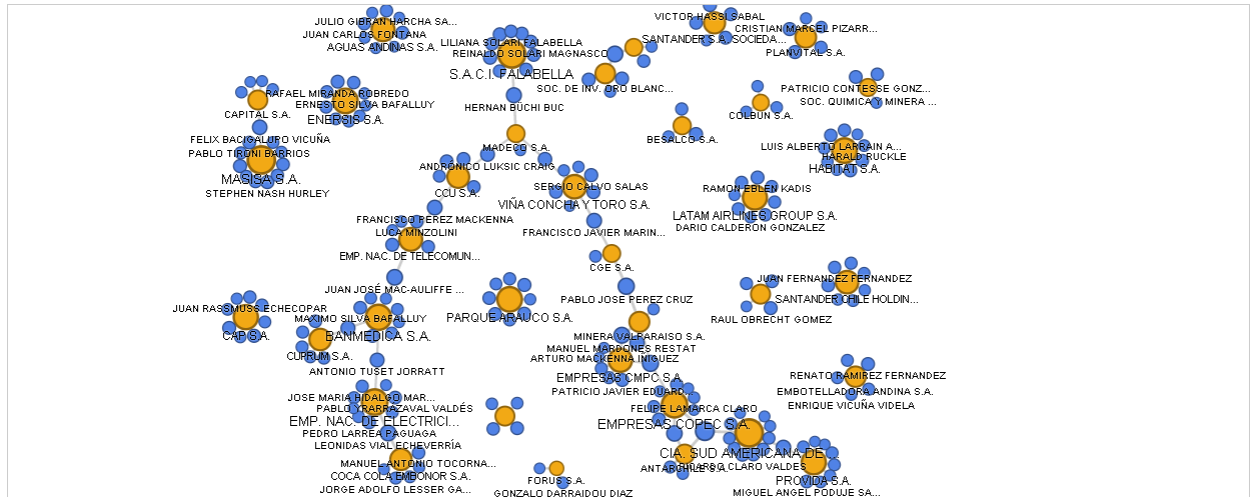 JULIO GIBRAN HARCHA SA...
JUAN CARLOS FONTANA
AGUAS ANDINAS S.A.
LILIANA SOLARI FALABELLA
REINALDO SOLARI MAGNASCO
S.A.C.I. FALABELLA
VICTOR HASSI SABAL
SANTANDER S.A. SOCIEDA...
CRISTIAN MARCEL PIZARR...
PLANVITAL S.A.
SOC. DE INV. ORO BLANC...
PATRICIO CONTESSE GONZ...
SOC. QUIMICA Y MINERA ...
RAFAEL MIRANDA ROBREDO
ERNESTO SILVA BAFALLUY
ENERSIS S.A.
CAPITAL S.A.
HERNAN BÜCHI BUC
COLBUN S.A.
BESALCO S.A.
FELIX BACIGALUPO VICUÑA
PABLO TIRONI BARRIOS
MASISA S.A.
STEPHEN NASH HURLEY
MADECO S.A.
ANDRÓNICO LUKSIC CRAIG
CCU S.A.
SERGIO CALVO SALAS
VIÑA CONCHA Y TORO S.A.
LUIS ALBERTO LARRAIN A...
HARALD RUCKLE
HABITAT S.A.
RAMON EBLEN KADIS
LATAM AIRLINES GROUP S.A.
DARIO CALDERON GONZALEZ
FRANCISCO PEREZ MACKENNA
LUCA MINZOLINI
EMP. NAC. DE TELECOMUN...
FRANCISCO JAVIER MARIN...
CGE S.A.
JUAN JOSÉ MAC-AULIFFE ...
PABLO JOSE PEREZ CRUZ
JUAN FERNANDEZ FERNANDEZ
SANTANDER CHILE HOLDIN...
RAUL OBRECHT GOMEZ
JUAN RASSMUSS ECHECOPAR
CAP S.A.
MAXIMO SILVA BAFALLUY
BANMEDICA S.A.
CUPRUM S.A.
PARQUE ARAUCO S.A.
MINERA VALPARAISO S.A.
MANUEL MARDONES RESTAT
ARTURO MACKENNA IÑIGUEZ
EMPRESAS CMPC S.A.
ANTONIO TUSET JORRATT
PATRICIO JAVIER EDUARD...
RENATO RAMIREZ FERNANDEZ
EMBOTELLADORA ANDINA S.A.
ENRIQUE VICUÑA VIDELA
JOSE MARIA HIDALGO MAR...
PABLO YRARRAZAVAL VALDÉS
EMP. NAC. DE ELECTRICI...
PEDRO LARREA PAGUAGA
LEONIDAS VIAL ECHEVERRÍA
FELIPE LAMARCA CLARO
EMPRESAS COPEC S.A.
CIA. SUD AMERICANA DE...
MANUEL ANTONIO TOCORNA...
COCA COLA EMBONOR S.A.
JORGE ADOLFO LESSER GA...
FORUS S.A.
GONZALO DARRAIDOU DIAZ
ANTARCHILE S.A.
RICARDO CLARO VALDES
PROVIDA S.A.
MIGUEL ANGEL PODUJE SA...